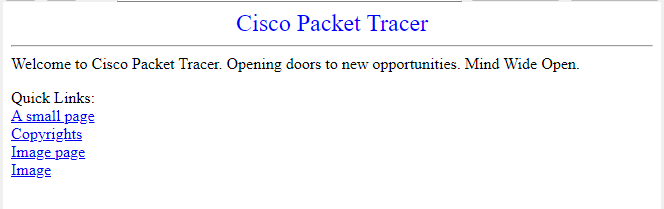 Cisco Packet Tracer
Welcome to Cisco Packet Tracer. Opening doors to new opportunities. Mind Wide Open.
Quick Links:
A small page
Copyrights
Image page
Image